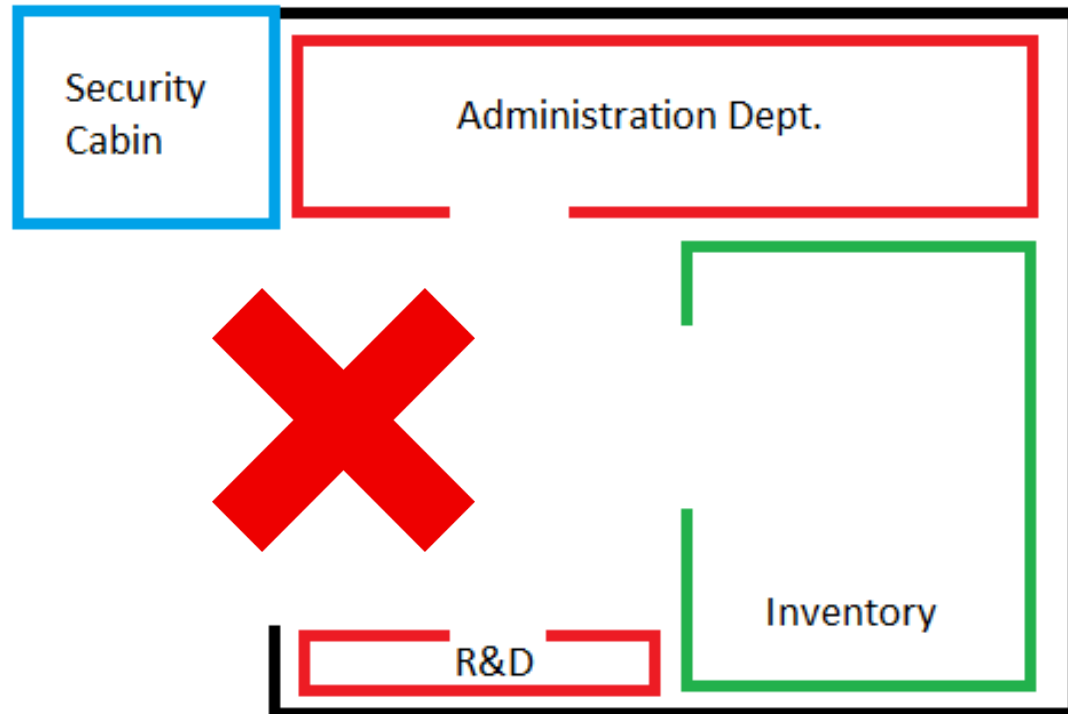 Security
Cabin
Administration Dept.
Inventory
R&D